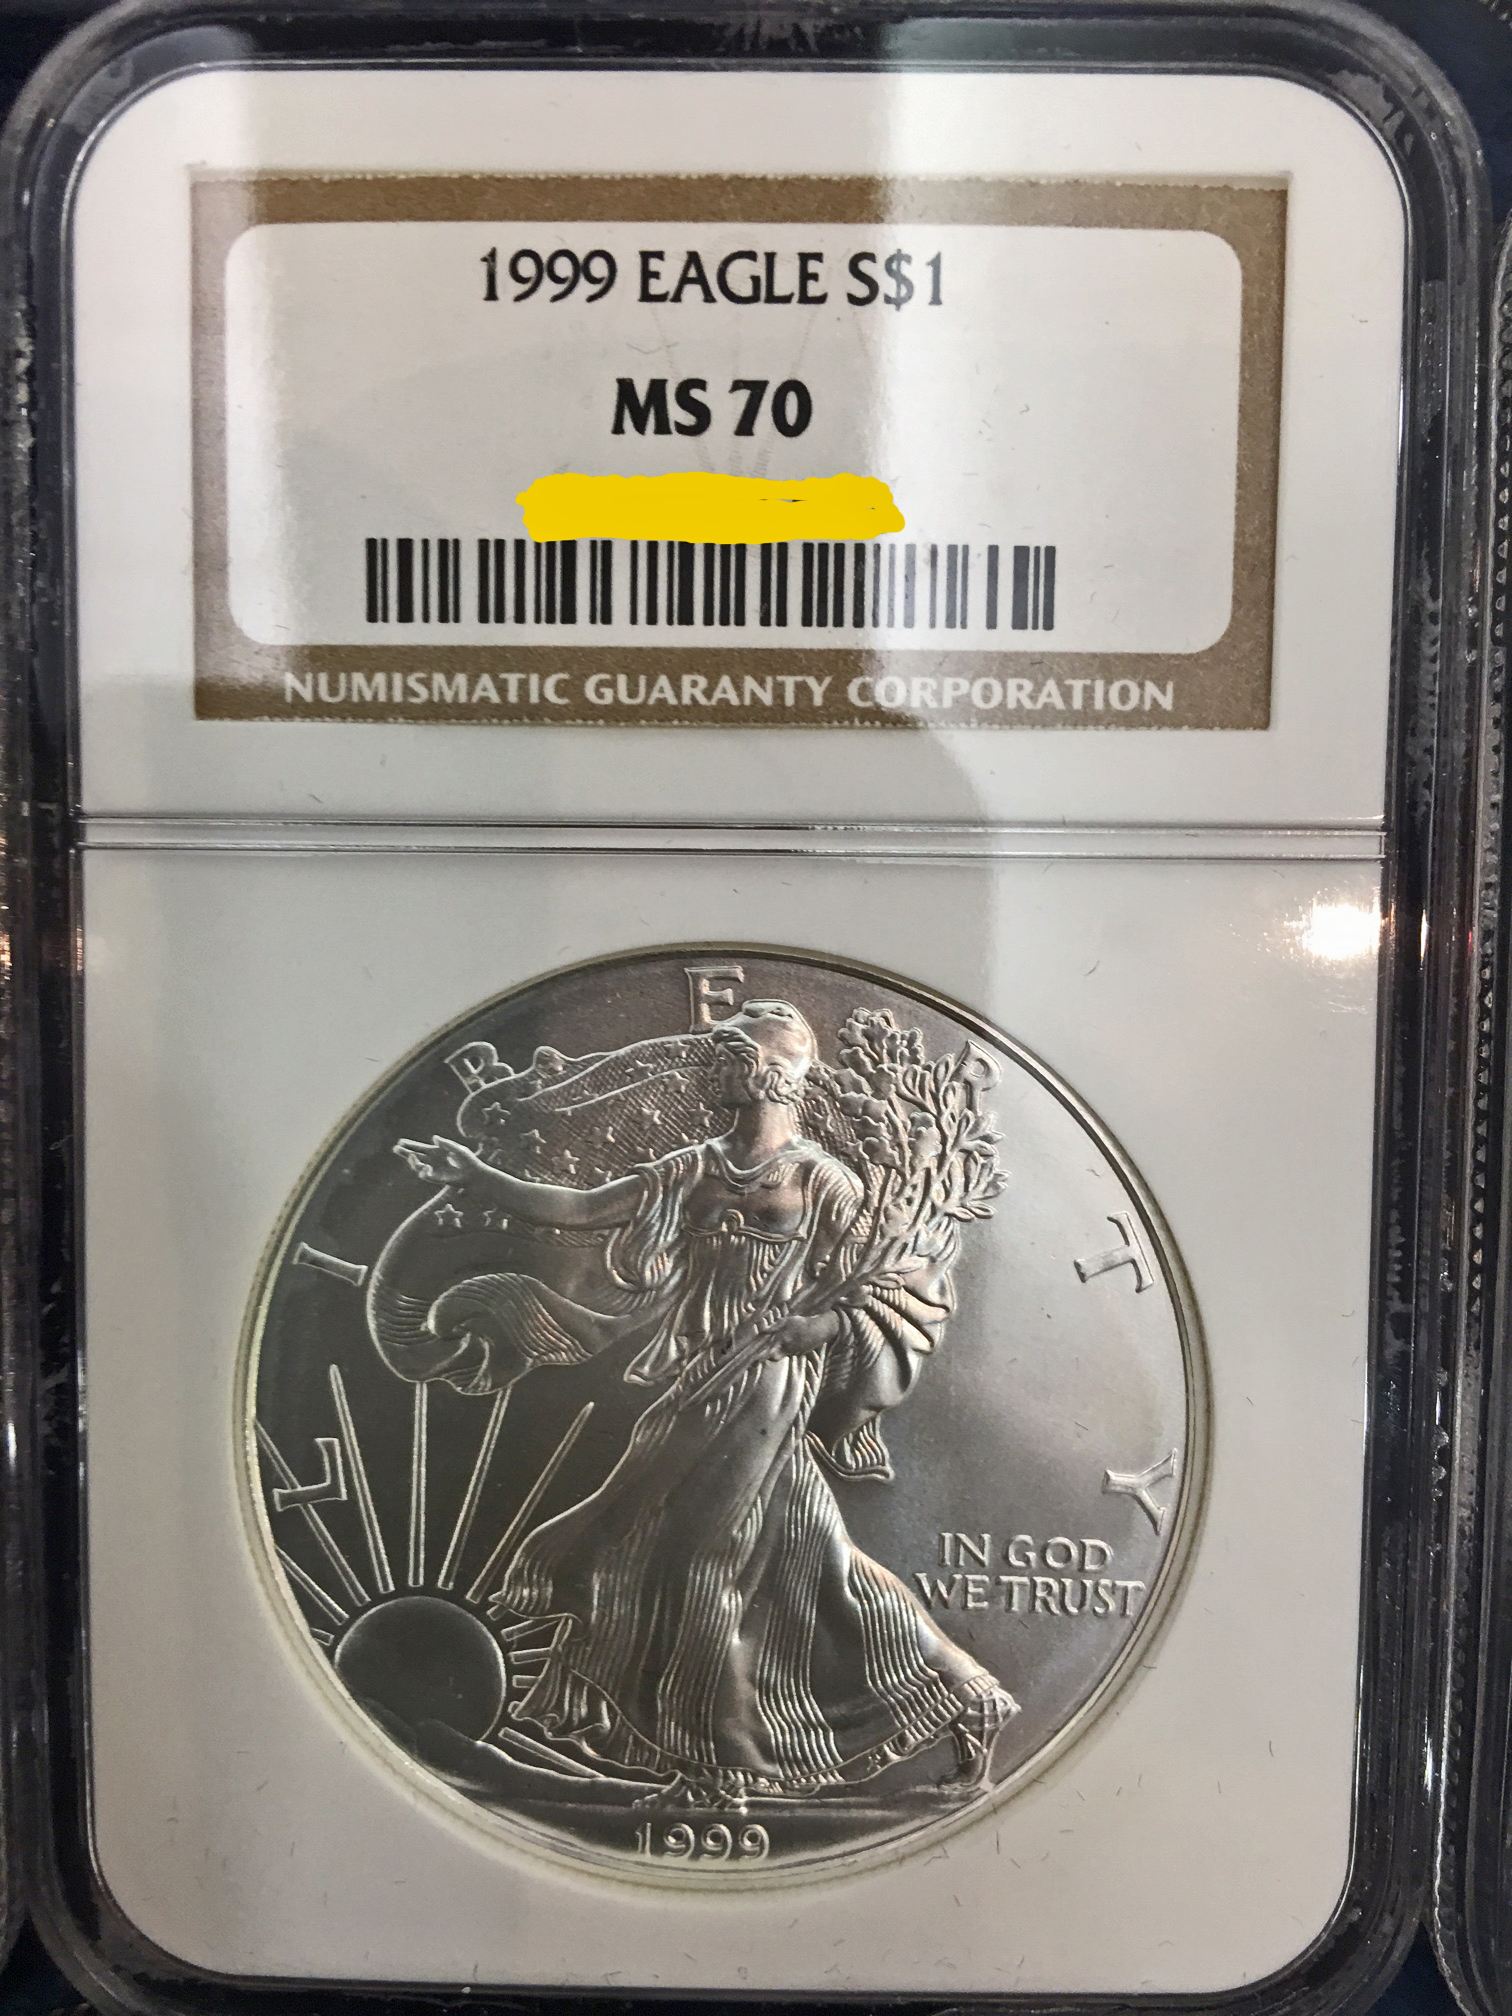 1999 EAGLE S$1
MS 70
NUMISMATIC GUARANTY CORPORATION
LIBERTY
IN GOD
WE TRUST
1999